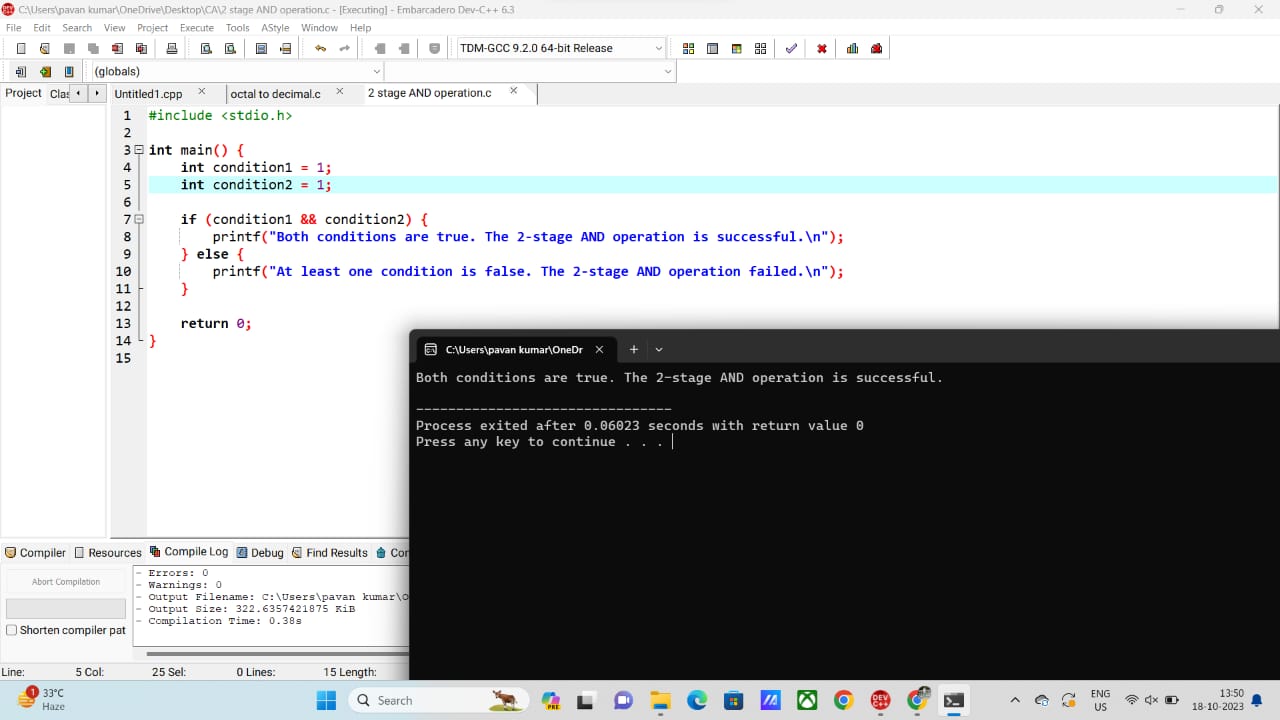 C:\Users\pavan kumar\OneDrive\Desktop\CA\2 stage AND operation.c - [Executing] - Embarcadero Dev-C++ 6.3
File Edit Search View Project Execute Tools AStyle Window Help
TDM-GCC 9.2.0 64-bit Release
(globals)
Project Clas Untitled1.cpp octal to decimal.c 2 stage AND operation.c
1 #include <stdio.h>
2
3 int main() {
4 int condition1 = 1;
5 int condition2 = 1;
6
7 if (condition1 && condition2) {
8 printf("Both conditions are true. The 2-stage AND operation is successful.\n");
9 } else {
10 printf("At least one condition is false. The 2-stage AND operation failed.\n");
11 }
12
13 return 0;
14 }
15
C:\Users\pavan kumar\OneDr
Both conditions are true. The 2-stage AND operation is successful.
--------------------------------
Process exited after 0.06023 seconds with return value 0
Press any key to continue . . .
Compiler Resources Compile Log Debug Find Results Con
Abort Compilation
Shorten compiler pat
- Errors: 0
- Warnings: 0
- Output Filename: C:\Users\pavan kumar\O
- Output Size: 322.6357421875 KiB
- Compilation Time: 0.38s
Line: 5 Col: 25 Sel: 0 Lines: 15 Length:
1
33°C
Haze
Search
PRE
DEV C++
DEV C++
ENG
US
13:50
18-10-2023